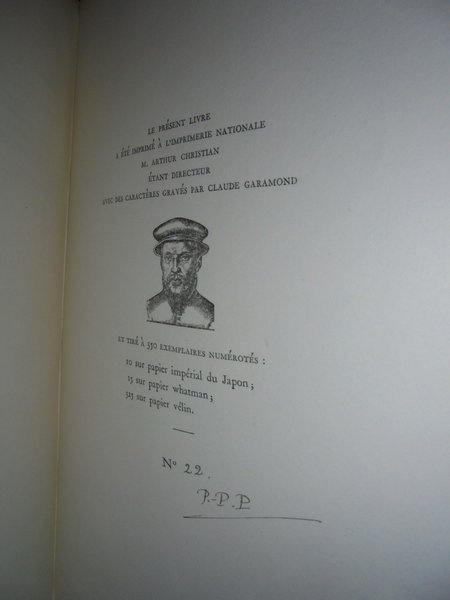 LE PRÉSENT LIVRE
A ÉTÉ IMPRIMÉ À L'IMPRIMERIE NATIONALE
M. ARTHUR CHRISTIAN
ÉTANT DIRECTEUR
AVEC DES CARACTÈRES GRAVÉS PAR CLAUDE GARAMOND
ET TIRÉ À 350 EXEMPLAIRES NUMÉROTÉS :
10 sur papier impérial du Japon ;
15 sur papier whatman ;
325 sur papier vélin.
N° 22.
P.-P. P.